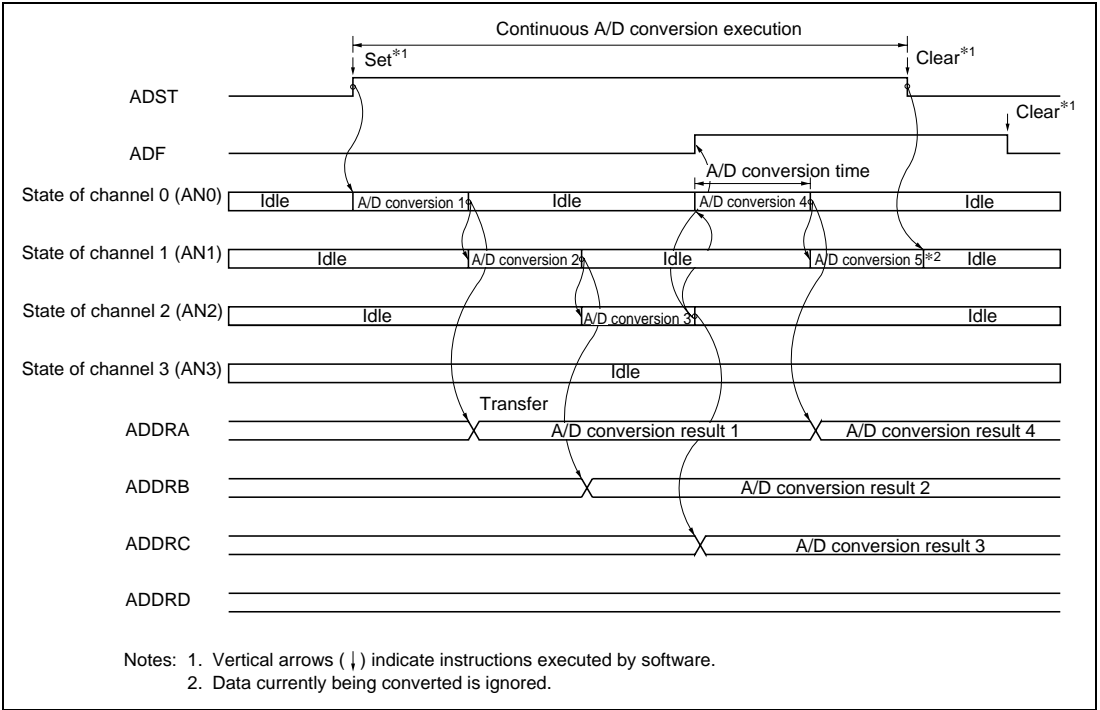 Continuous A/D conversion execution
Set*1
Clear*1
ADST
Clear*1
ADF
A/D conversion time
State of channel 0 (AN0) Idle A/D conversion 1 Idle A/D conversion 4 Idle
State of channel 1 (AN1) Idle A/D conversion 2 Idle A/D conversion 5 *2 Idle
State of channel 2 (AN2) Idle A/D conversion 3 Idle
State of channel 3 (AN3) Idle
Transfer
ADDRA A/D conversion result 1 A/D conversion result 4
ADDRB A/D conversion result 2
ADDRC A/D conversion result 3
ADDRD
Notes: 1. Vertical arrows (↓) indicate instructions executed by software.
2. Data currently being converted is ignored.